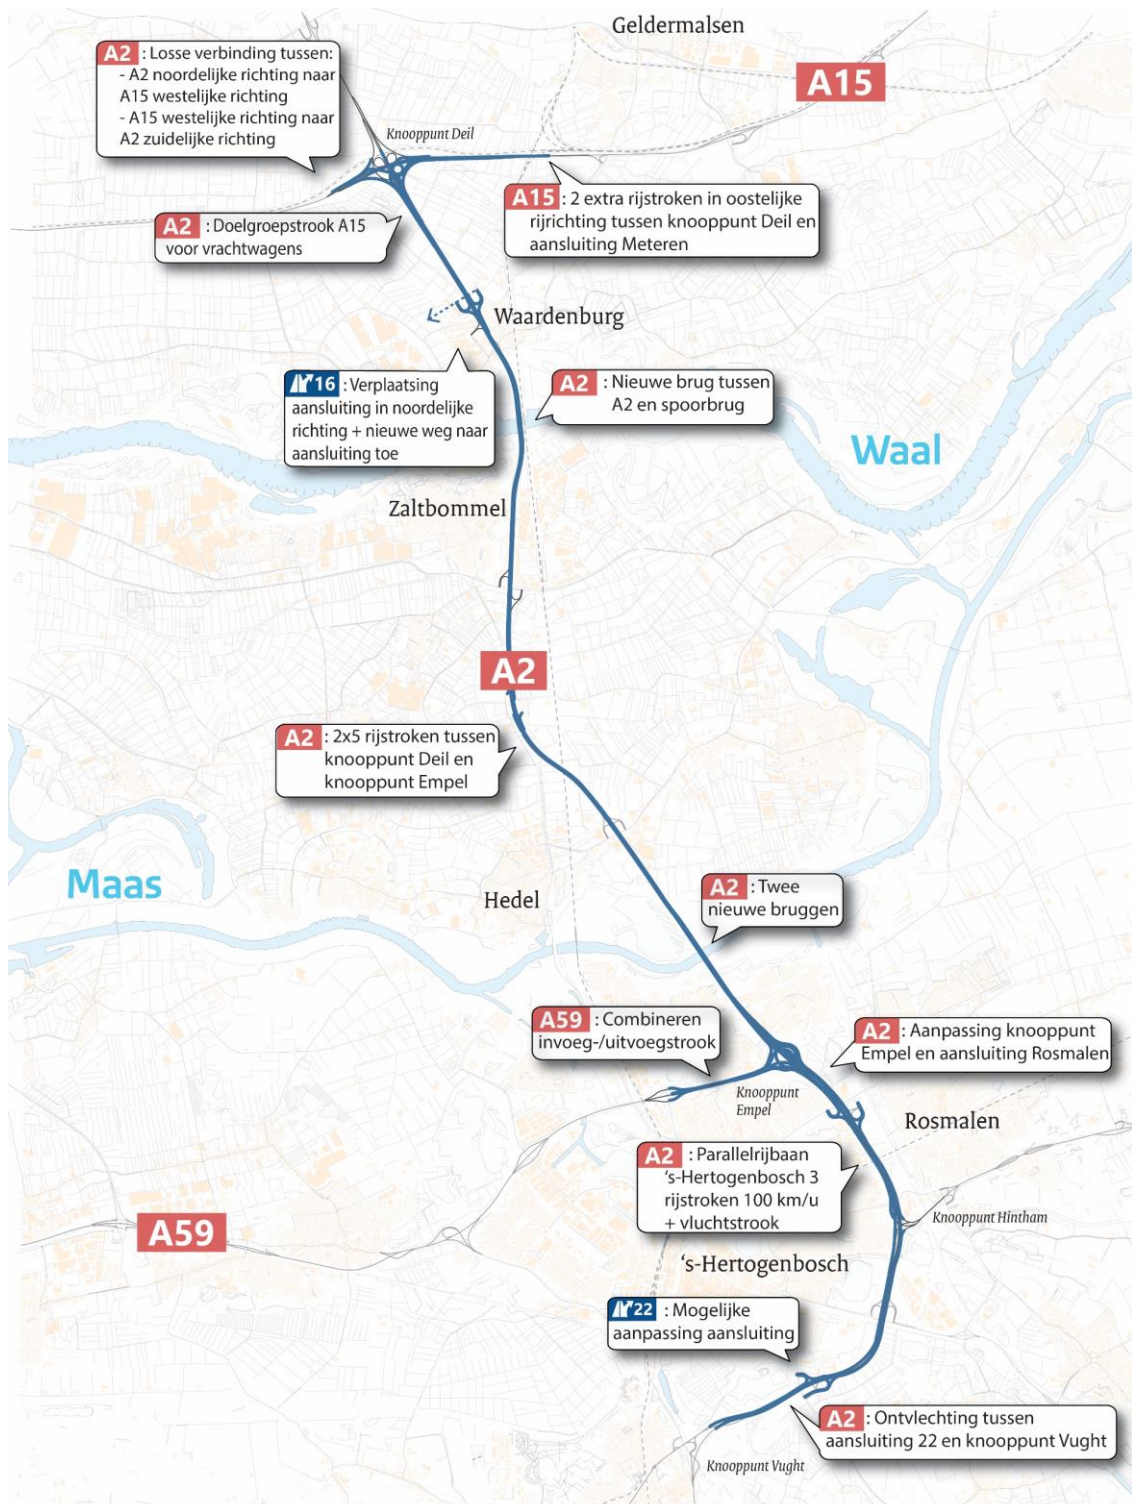 Geldermalsen
A2 : Losse verbinding tussen:
- A2 noordelijke richting naar
A15 westelijke richting
- A15 westelijke richting naar
A2 zuidelijke richting
A15
Knooppunt Deil
A15 : 2 extra rijstroken in oostelijke
rijrichting tussen knooppunt Deil en
aansluiting Meteren
A2 : Doelgroepstrook A15
voor vrachtwagens
Waardenburg
16 : Verplaatsing
aansluiting in noordelijke
richting + nieuwe weg naar
aansluiting toe
A2 : Nieuwe brug tussen
A2 en spoorbrug
Waal
Zaltbommel
A2
A2 : 2x5 rijstroken tussen
knooppunt Deil en
knooppunt Empel
Maas
Hedel
A2 : Twee
nieuwe bruggen
A59 : Combineren
invoeg-/uitvoegstrook
A2 : Aanpassing knooppunt
Empel en aansluiting Rosmalen
Knooppunt
Empel
Rosmalen
A2 : Parallelrijbaan
‘s-Hertogenbosch 3
rijstroken 100 km/u
+ vluchtstrook
Knooppunt Hintham
A59
‘s-Hertogenbosch
22 : Mogelijke
aanpassing aansluiting
A2 : Ontvlechting tussen
aansluiting 22 en knooppunt Vught
Knooppunt Vught